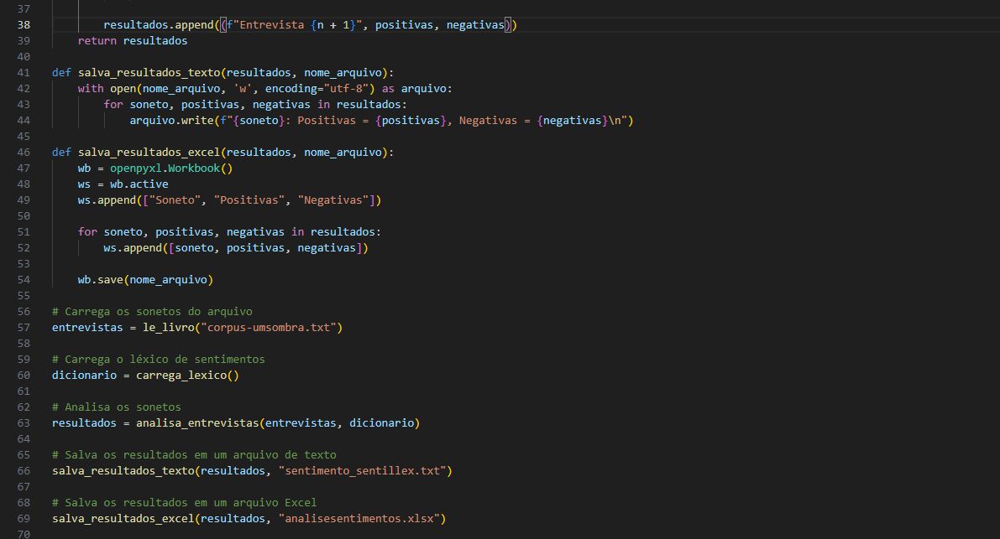 37
38 resultados.append((f"Entrevista {n + 1}", positivas, negativas))
39 return resultados
40
41 def salva_resultados_texto(resultados, nome_arquivo):
42 with open(nome_arquivo, 'w', encoding="utf-8") as arquivo:
43 for soneto, positivas, negativas in resultados:
44 arquivo.write(f"{soneto}: Positivas = {positivas}, Negativas = {negativas}\n")
45
46 def salva_resultados_excel(resultados, nome_arquivo):
47 wb = openpyxl.Workbook()
48 ws = wb.active
49 ws.append(["Soneto", "Positivas", "Negativas"])
50
51 for soneto, positivas, negativas in resultados:
52 ws.append([soneto, positivas, negativas])
53
54 wb.save(nome_arquivo)
55
56 # Carrega os sonetos do arquivo
57 entrevistas = le_livro("corpus-umsombra.txt")
58
59 # Carrega o léxico de sentimentos
60 dicionario = carrega_lexico()
61
62 # Analisa os sonetos
63 resultados = analisa_entrevistas(entrevistas, dicionario)
64
65 # Salva os resultados em um arquivo de texto
66 salva_resultados_texto(resultados, "sentimento_sentillex.txt")
67
68 # Salva os resultados em um arquivo Excel
69 salva_resultados_excel(resultados, "analisesentimentos.xlsx")
70